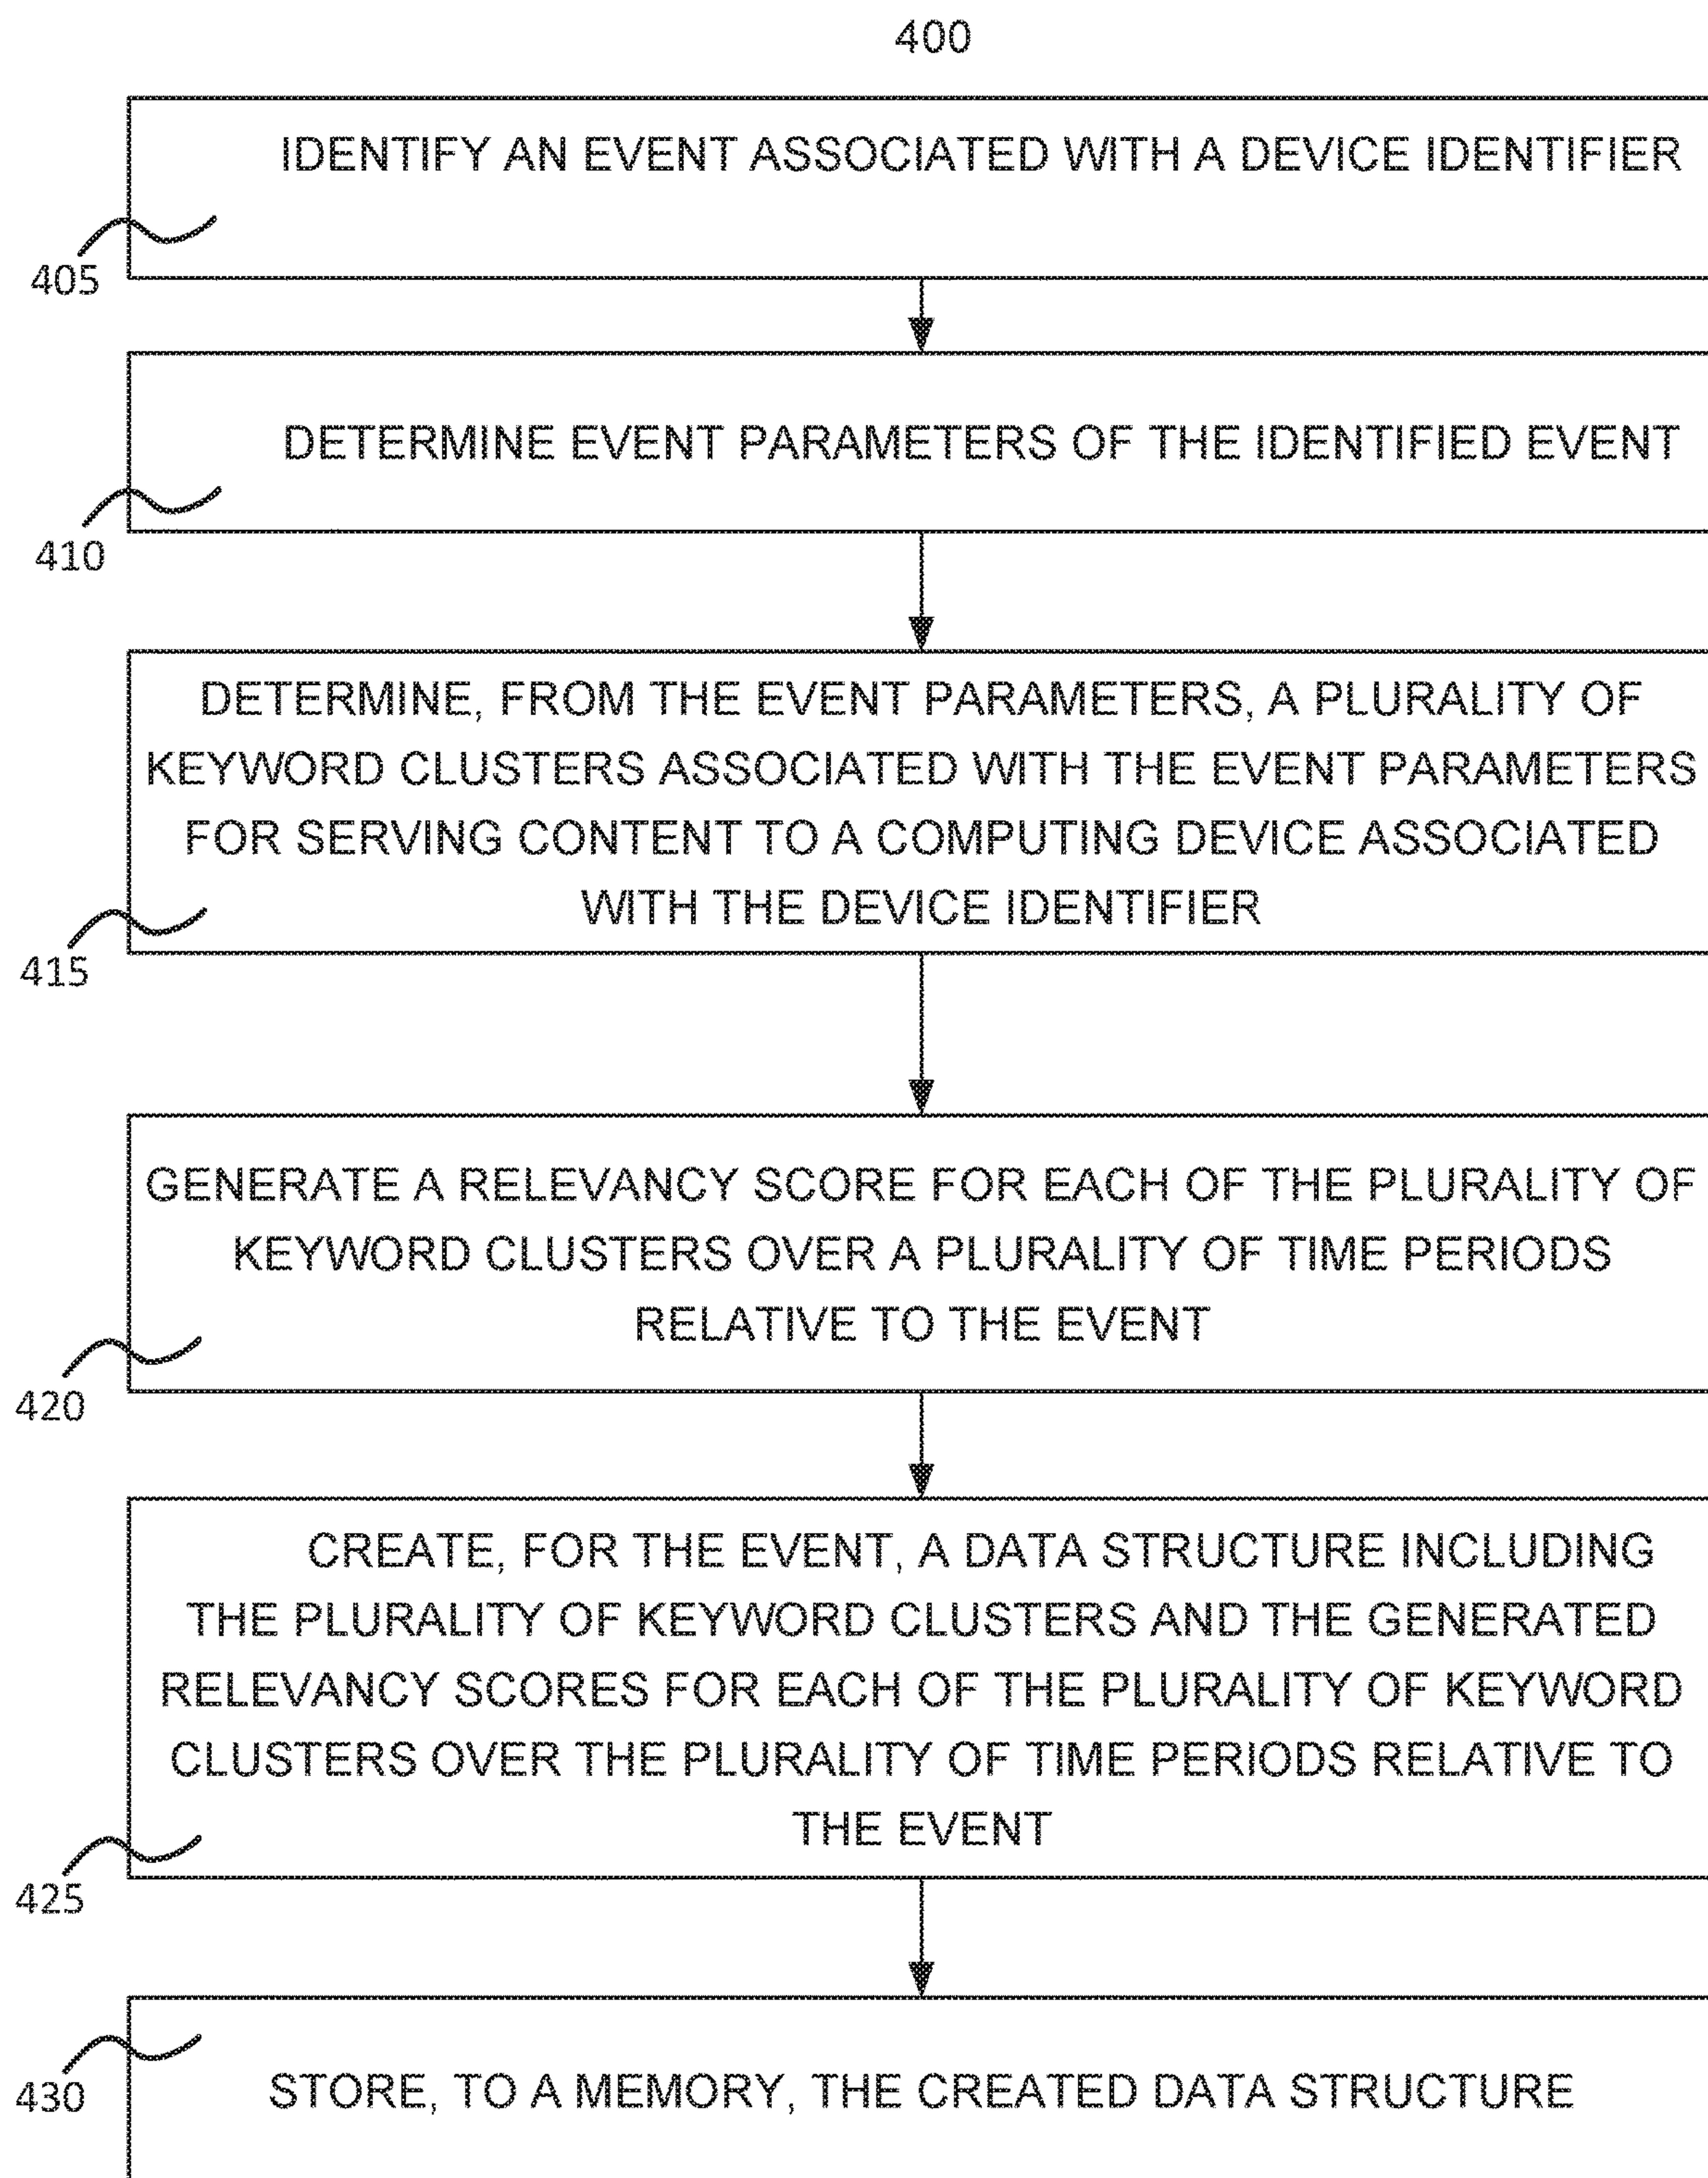 400
IDENTIFY AN EVENT ASSOCIATED WITH A DEVICE IDENTIFIER
405
DETERMINE EVENT PARAMETERS OF THE IDENTIFIED EVENT
410
DETERMINE, FROM THE EVENT PARAMETERS, A PLURALITY OF
KEYWORD CLUSTERS ASSOCIATED WITH THE EVENT PARAMETERS
FOR SERVING CONTENT TO A COMPUTING DEVICE ASSOCIATED
WITH THE DEVICE IDENTIFIER
415
GENERATE A RELEVANCY SCORE FOR EACH OF THE PLURALITY OF
KEYWORD CLUSTERS OVER A PLURALITY OF TIME PERIODS
RELATIVE TO THE EVENT
420
CREATE, FOR THE EVENT, A DATA STRUCTURE INCLUDING
THE PLURALITY OF KEYWORD CLUSTERS AND THE GENERATED
RELEVANCY SCORES FOR EACH OF THE PLURALITY OF KEYWORD
CLUSTERS OVER THE PLURALITY OF TIME PERIODS RELATIVE TO
THE EVENT
425
STORE, TO A MEMORY, THE CREATED DATA STRUCTURE
430